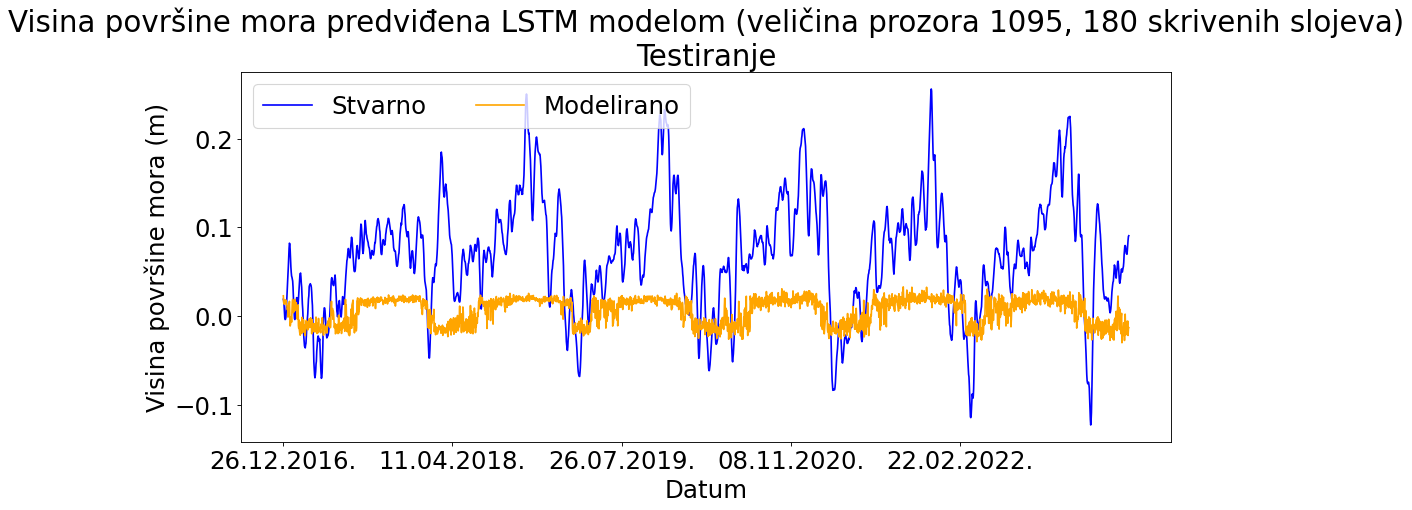 Visina površine mora predviđena LSTM modelom (veličina prozora 1095, 180 skrivenih slojeva)
Testiranje
Stvarno Modelirano
Visina površine mora (m)
0.2
0.1
0.0
−0.1
26.12.2016. 11.04.2018. 26.07.2019. 08.11.2020. 22.02.2022.
Datum